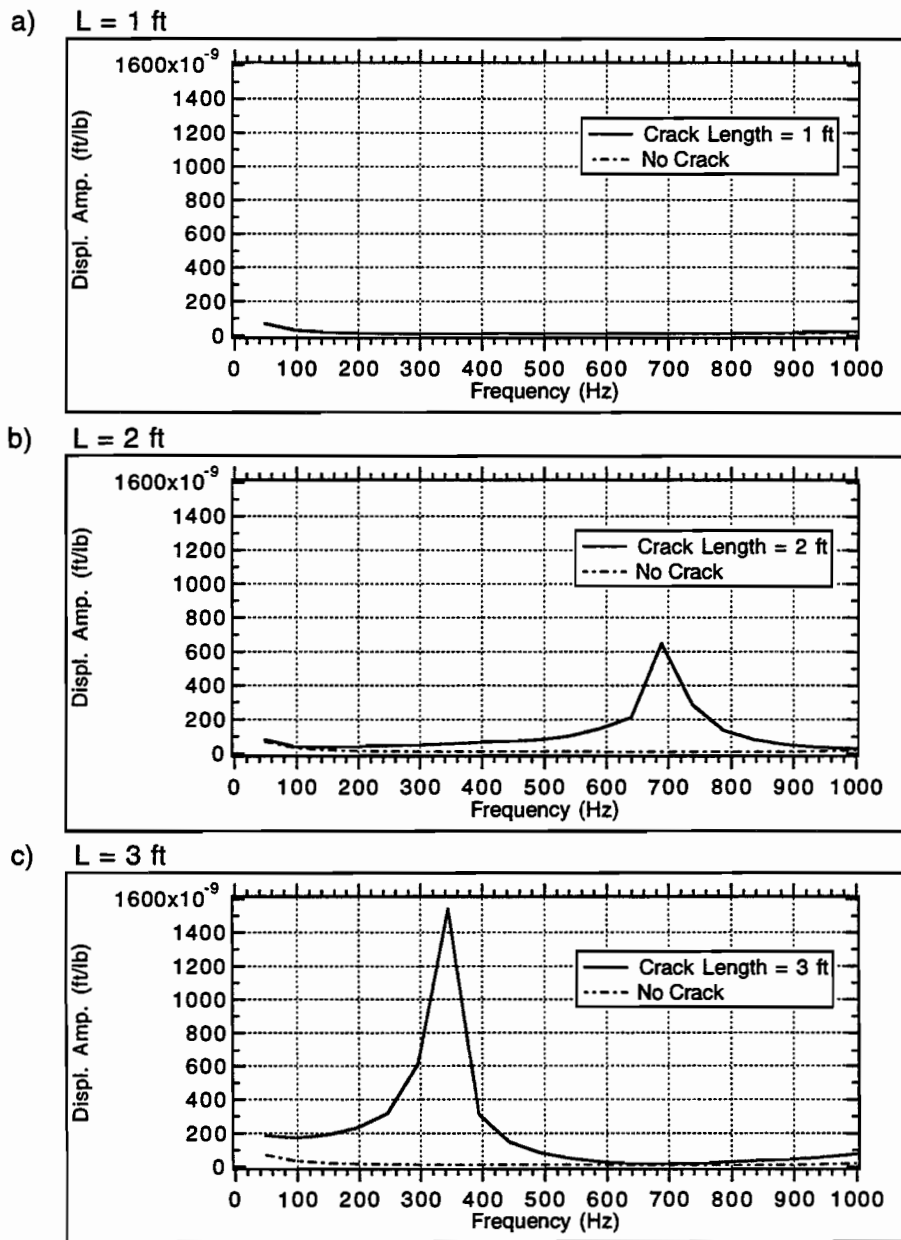 a) L = 1 ft
1600x10⁻⁹
1400
1200
1000
800
600
400
200
0
Displ. Amp. (ft/lb)
Crack Length = 1 ft
No Crack
0 100 200 300 400 500 600 700 800 900 1000
Frequency (Hz)
b) L = 2 ft
1600x10⁻⁹
1400
1200
1000
800
600
400
200
0
Displ. Amp. (ft/lb)
Crack Length = 2 ft
No Crack
0 100 200 300 400 500 600 700 800 900 1000
Frequency (Hz)
c) L = 3 ft
1600x10⁻⁹
1400
1200
1000
800
600
400
200
0
Displ. Amp. (ft/lb)
Crack Length = 3 ft
No Crack
0 100 200 300 400 500 600 700 800 900 1000
Frequency (Hz)